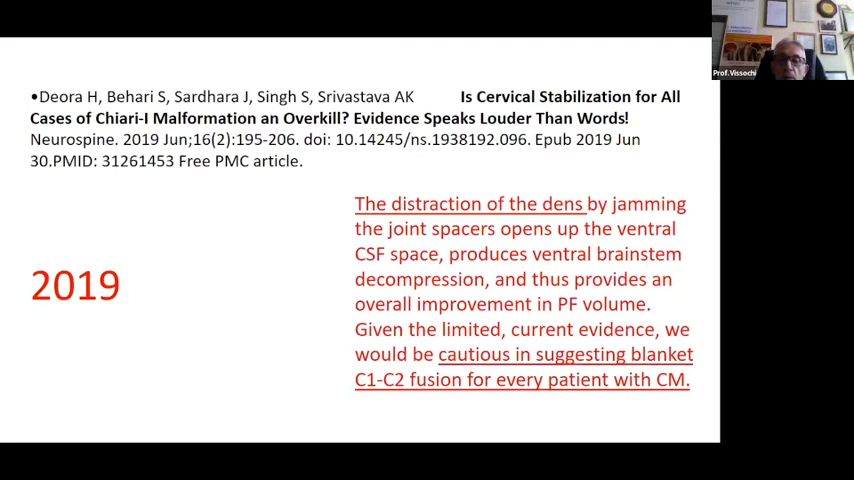 •Deora H, Behari S, Sardhara J, Singh S, Srivastava AK Is Cervical Stabilization for All
Cases of Chiari-I Malformation an Overkill? Evidence Speaks Louder Than Words!
Neurospine. 2019 Jun;16(2):195-206. doi: 10.14245/ns.1938192.096. Epub 2019 Jun
30.PMID: 31261453 Free PMC article.
2019
The distraction of the dens by jamming
the joint spacers opens up the ventral
CSF space, produces ventral brainstem
decompression, and thus provides an
overall improvement in PF volume.
Given the limited, current evidence, we
would be cautious in suggesting blanket
C1-C2 fusion for every patient with CM.
Prof.Vissochi